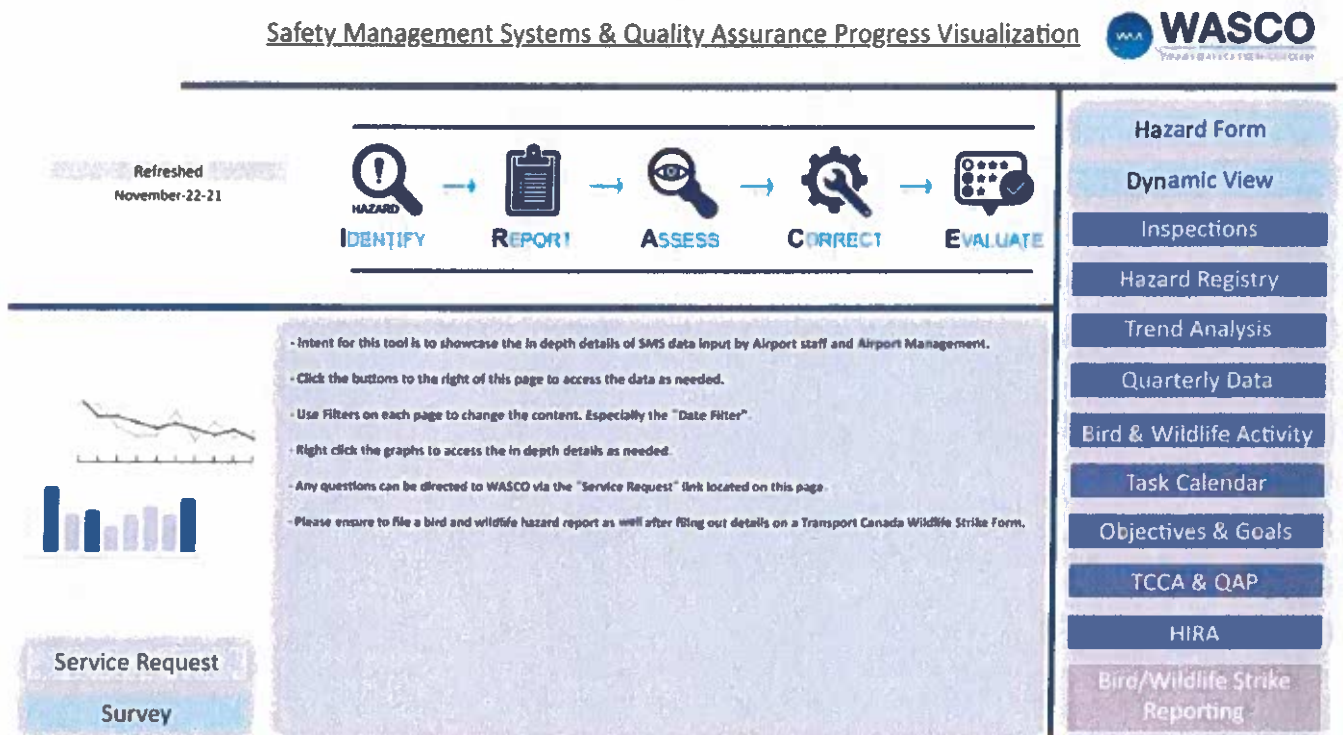 Safety Management Systems & Quality Assurance Progress Visualization
WASCO
Refreshed
November-22-21
HAZARD
IDENTIFY
REPORT
ASSESS
CORRECT
EVALUATE
- Intent for this tool is to showcase the in depth details of SMS data input by Airport staff and Airport Management.
- Click the buttons to the right of this page to access the data as needed.
- Use Filters on each page to change the content. Especially the "Date Filter".
- Right click the graphs to access the in depth details as needed.
- Any questions can be directed to WASCO via the "Service Request" link located on this page.
- Please ensure to file a bird and wildlife hazard report as well after filling out details on a Transport Canada Wildlife Strike Form.
Service Request
Survey
Hazard Form
Dynamic View
Inspections
Hazard Registry
Trend Analysis
Quarterly Data
Bird & Wildlife Activity
Task Calendar
Objectives & Goals
TCCA & QAP
HIRA
Bird/Wildlife Strike
Reporting